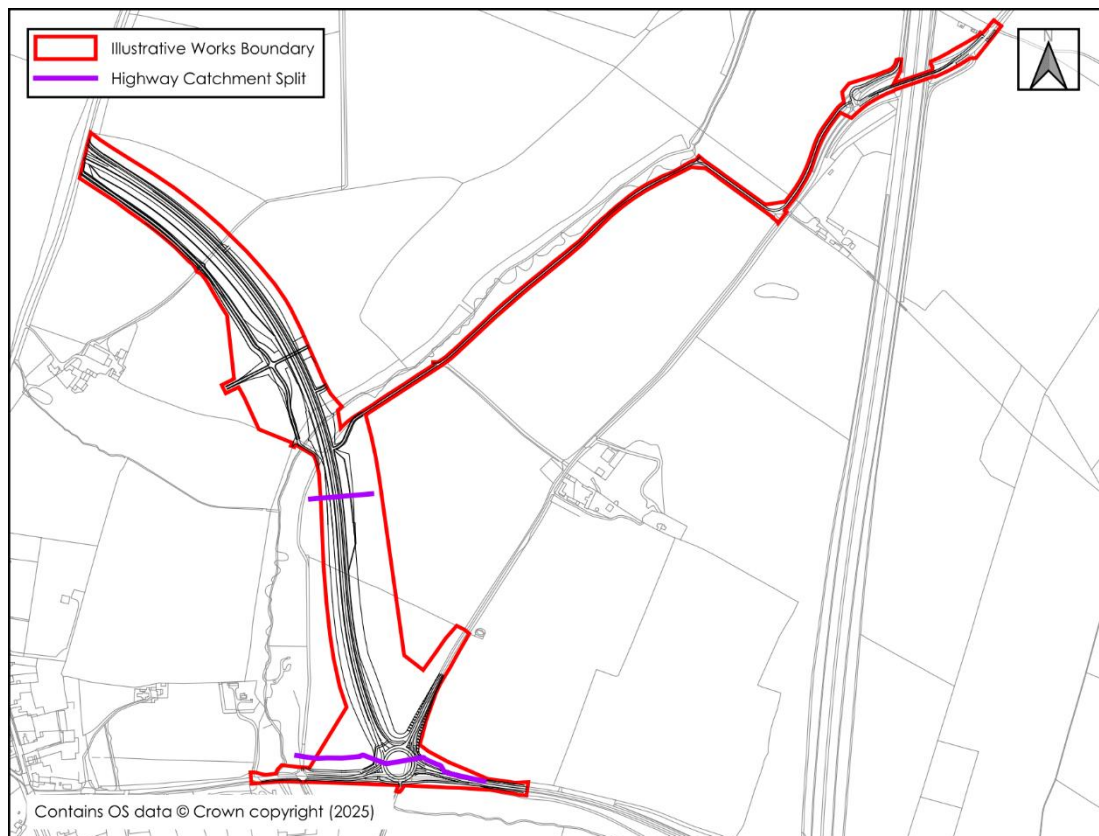 Illustrative Works Boundary
Highway Catchment Split
N
Contains OS data © Crown copyright (2025)